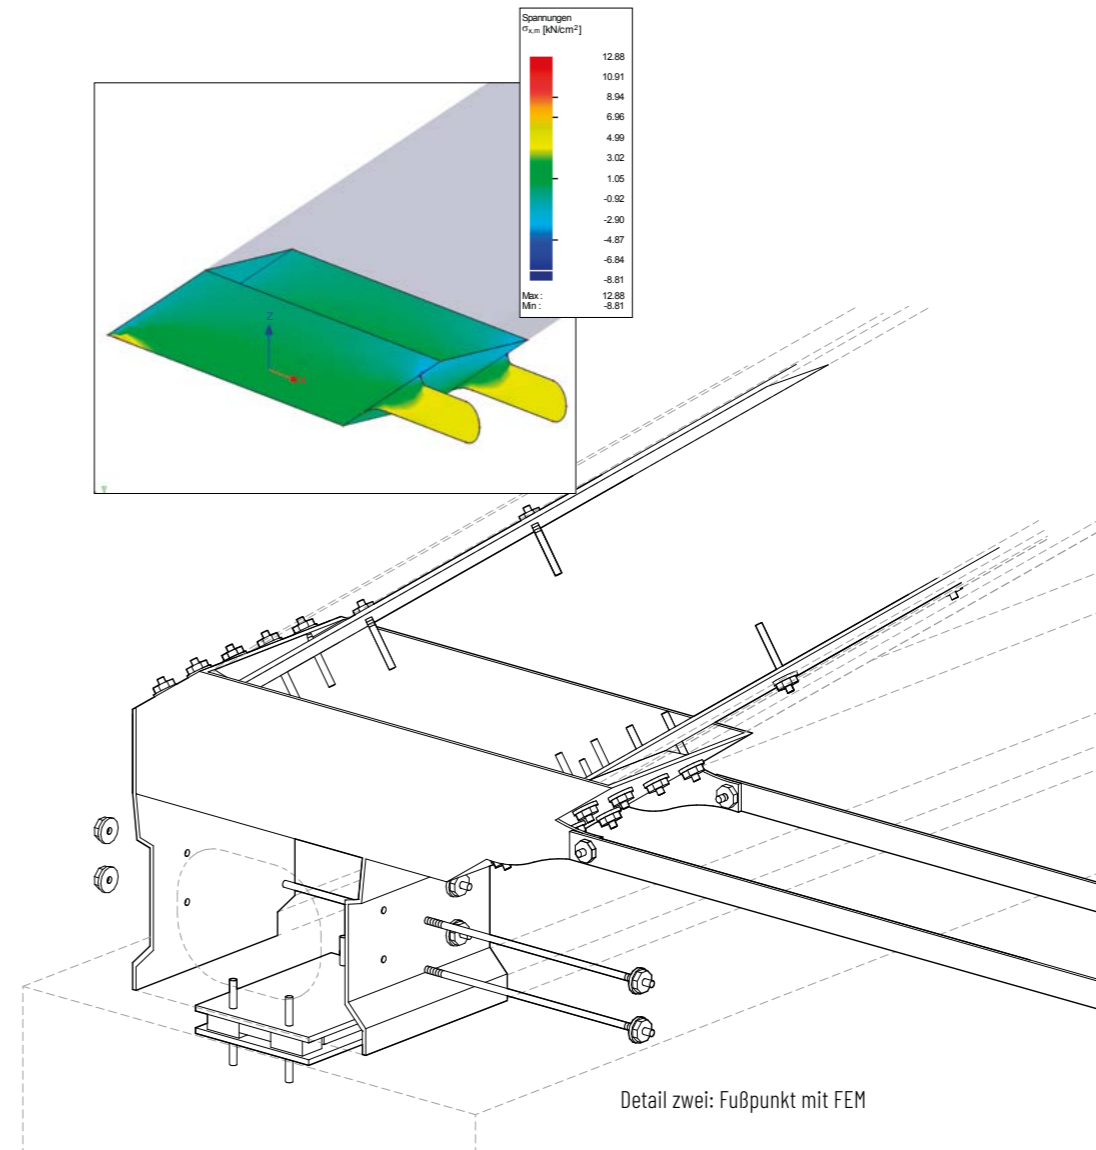 Spannungen
σx,m [kN/cm²]
12.88
10.91
8.94
6.96
4.99
3.02
1.05
-0.92
-2.90
-4.87
-6.84
-8.81
Max : 12.88
Min : -8.81
Z
X
Detail zwei: Fußpunkt mit FEM